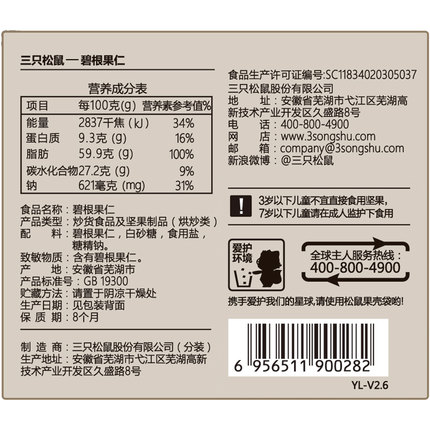 三只松鼠—碧根果仁
营养成分表
项目 每100克(g) 营养素参考值%
能量 2837千焦(kJ) 34%
蛋白质 9.3克(g) 16%
脂肪 59.9克(g) 100%
碳水化合物 27.2克(g) 9%
钠 621毫克(mg) 31%
食品名称：碧根果仁
产品类型：炒货食品及坚果制品（烘炒类）
配料：碧根果仁，白砂糖，食用盐，
糖精钠。
致敏物质：含有碧根果仁。
产地：安徽省芜湖市
产品标准号：GB 19300
贮藏方法：请置于阴凉干燥处
生产日期：见包装背面
保质期：8个月
制造商：三只松鼠股份有限公司（分装）
生产地址：安徽省芜湖市弋江区芜湖高新
技术产业开发区久盛路8号
食品生产许可证编号:SC11834020305037
三只松鼠股份有限公司
地址：安徽省芜湖市弋江区芜湖高
新技术产业开发区久盛路8号
电话：400-800-4900
网址：www.3songshu.com
邮箱：company@3songshu.com
新浪微博：@三只松鼠
3岁以下儿童不宜直接食用坚果，
7岁以下儿童请在成人监护下食用
爱护
环境
全球主人服务热线：
400-800-4900
携手爱护我们的星球,请使用松鼠果壳袋哟！
6 956511 900282
YL-V2.6